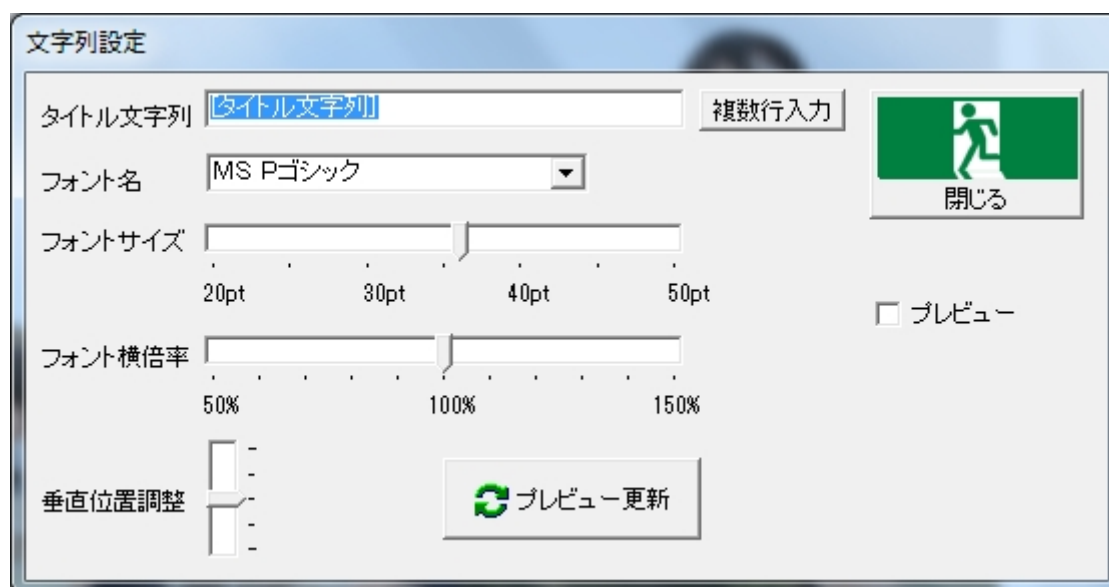 文字列設定
タイトル文字列 [タイトル文字列] 複数行入力
閉じる
フォント名 MS Pゴシック
フォントサイズ
20pt 30pt 40pt 50pt
プレビュー
フォント横倍率
50% 100% 150%
垂直位置調整 プレビュー更新